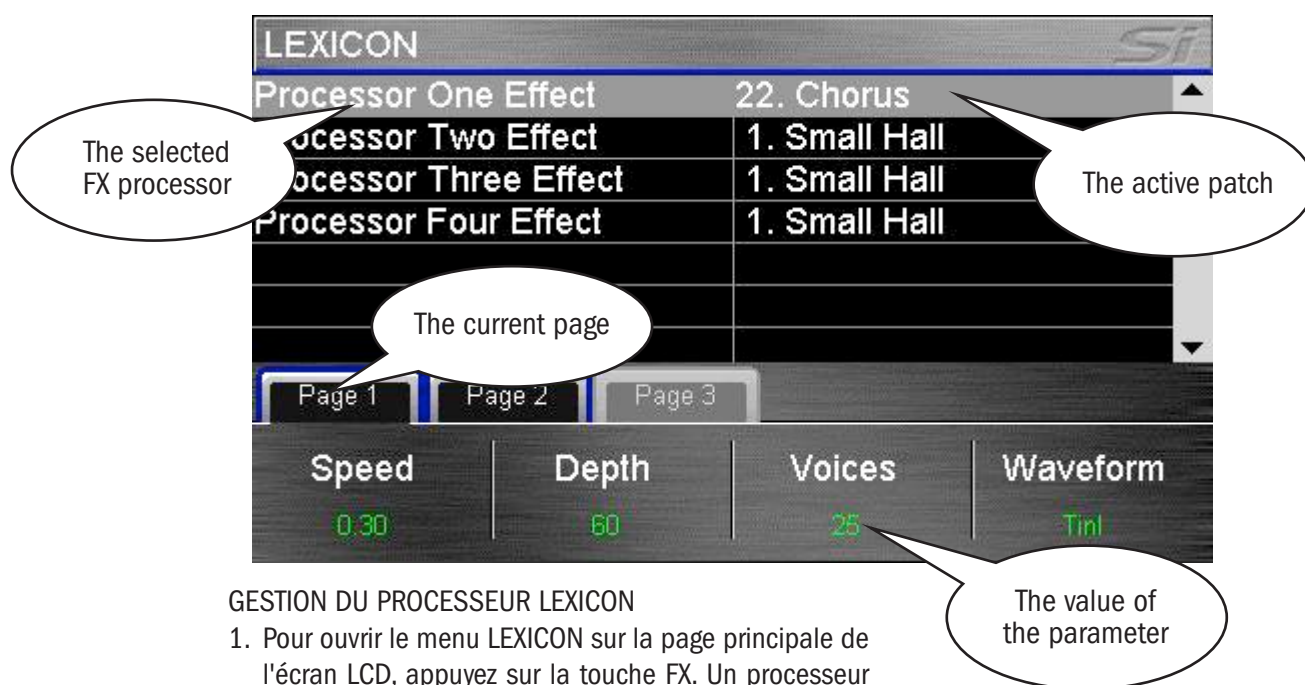 LEXICON Si
Processor One Effect 22. Chorus
The selected
FX processor
ocessor Two Effect 1. Small Hall
ocessor Three Effect 1. Small Hall
The active patch
Processor Four Effect 1. Small Hall
The current page
Page 1 Page 2 Page 3
Speed Depth Voices Waveform
0.30 60 25
The value of
the parameter
GESTION DU PROCESSEUR LEXICON
1. Pour ouvrir le menu LEXICON sur la page principale de
l'écran LCD, appuyez sur la touche FX. Un processeur